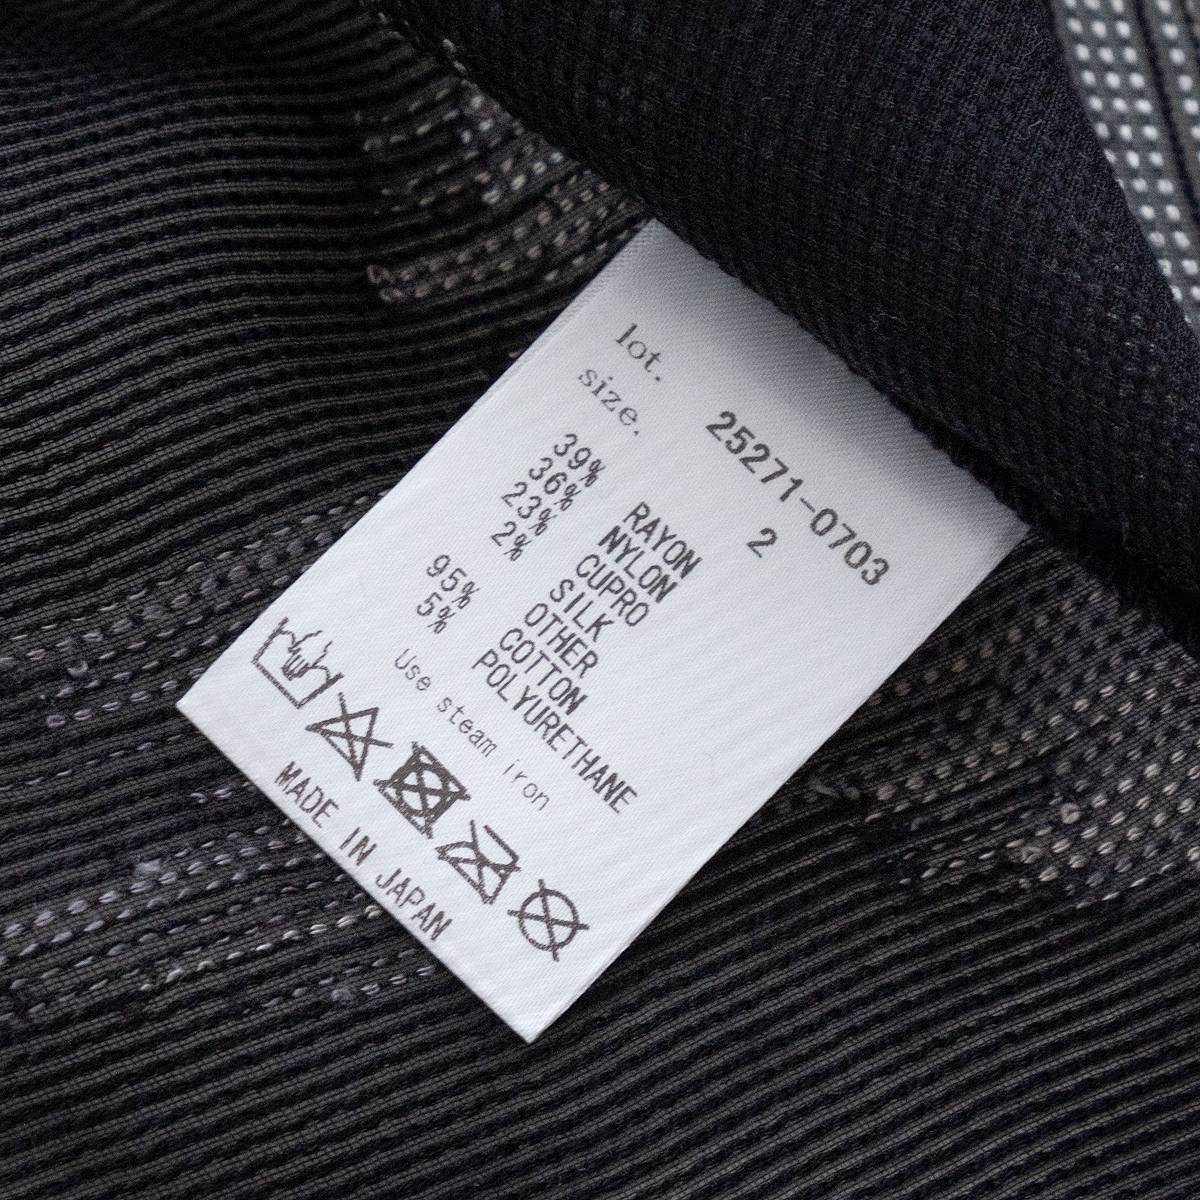 lot. 25271-0703
size. 2
39% RAYON
36% NYLON
23% CUPRO
2% SILK
OTHER
95% COTTON
5% POLYURETHANE
Use steam iron
MADE IN JAPAN